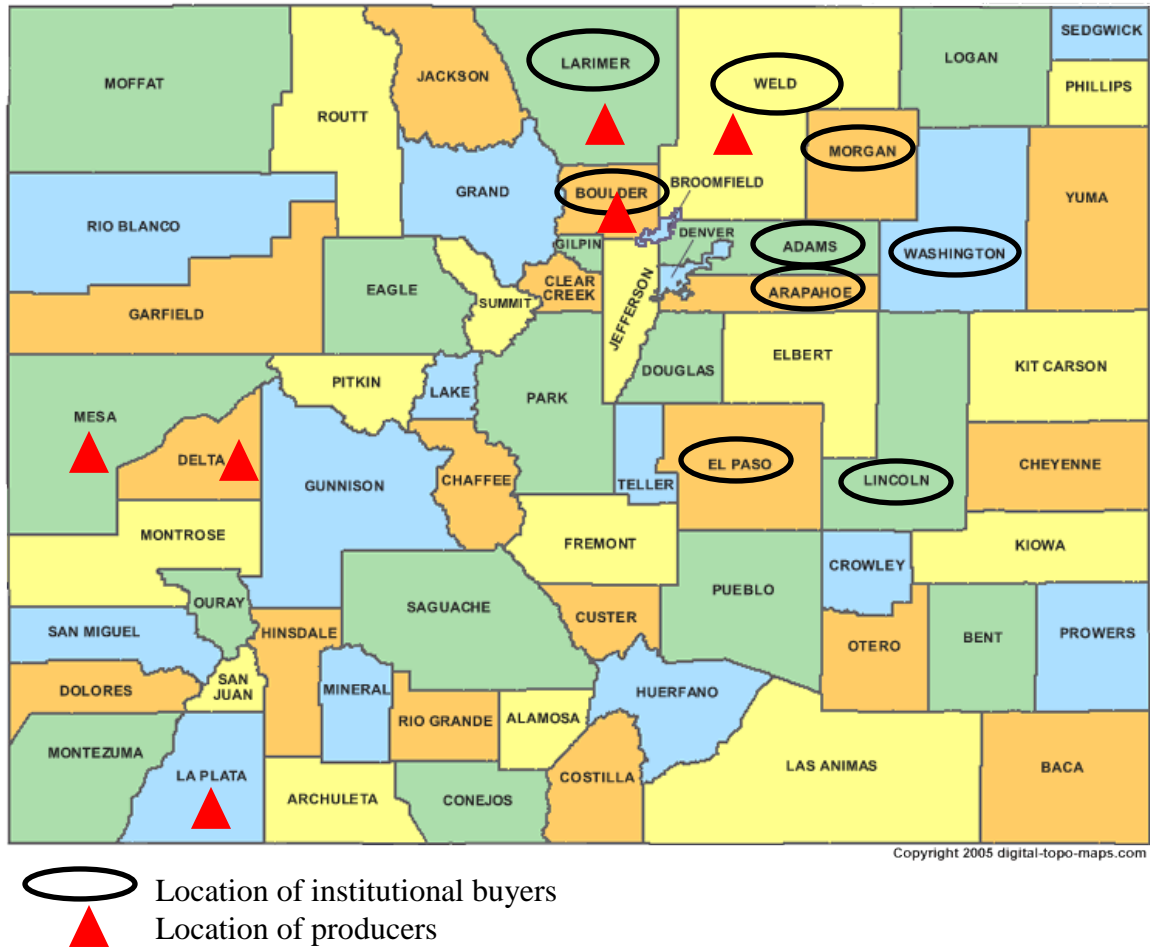 SEDGWICK
LARIMER
LOGAN
JACKSON
MOFFAT
WELD
PHILLIPS
ROUTT
MORGAN
BROOMFIELD
GRAND
BOULDER
YUMA
RIO BLANCO
DENVER
GILPIN
ADAMS
WASHINGTON
CLEAR
CREEK
EAGLE
ARAPAHOE
SUMMIT
GARFIELD
JEFFERSON
ELBERT
KIT CARSON
DOUGLAS
PITKIN
LAKE
PARK
MESA
DELTA
EL PASO
CHEYENNE
GUNNISON
CHAFFEE
TELLER
LINCOLN
MONTROSE
FREMONT
KIOWA
CROWLEY
PUEBLO
OURAY
SAGUACHE
CUSTER
SAN MIGUEL
HINSDALE
OTERO
BENT
PROWERS
SAN
JUAN
DOLORES
MINERAL
HUERFANO
RIO GRANDE
ALAMOSA
MONTEZUMA
LA PLATA
COSTILLA
LAS ANIMAS
BACA
ARCHULETA
CONEJOS
Copyright 2005 digital-topo-maps.com
Location of institutional buyers
Location of producers